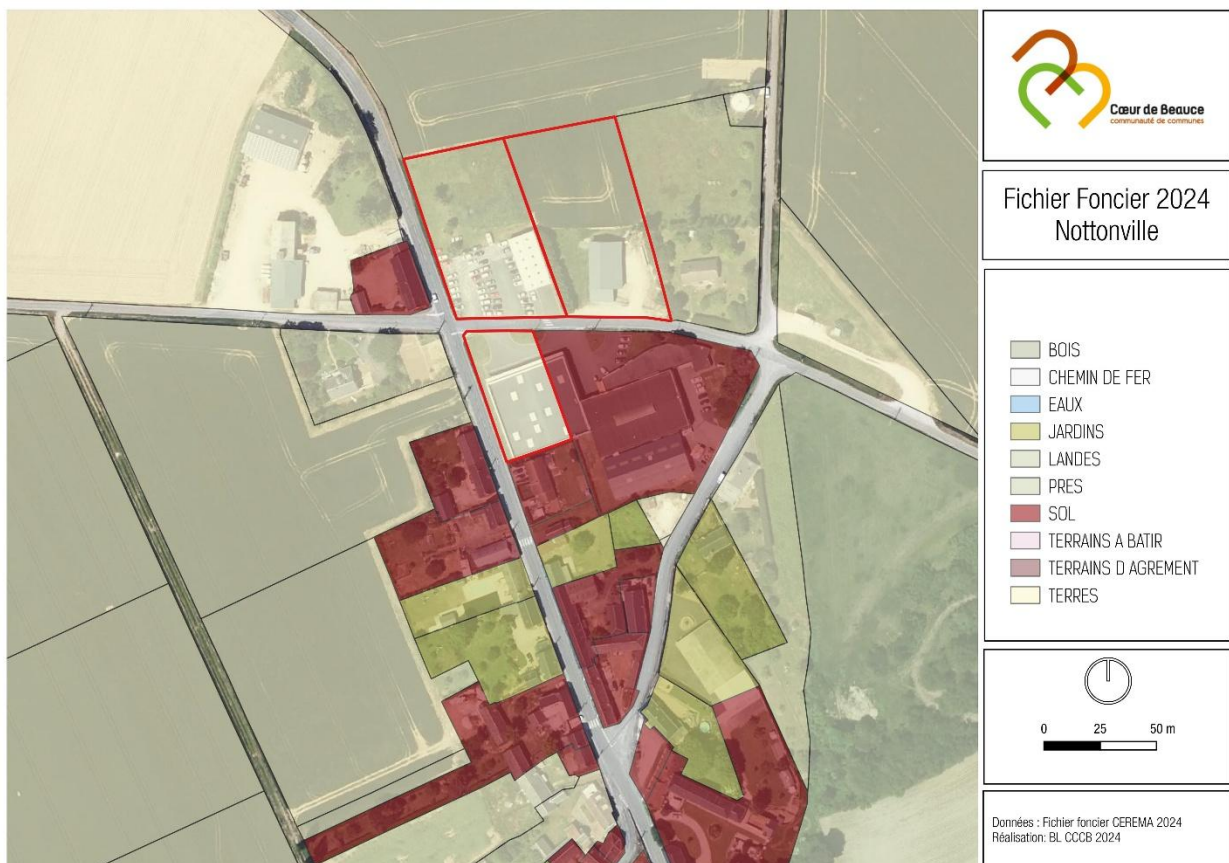 Cœur de Beauce
communauté de communes
Fichier Foncier 2024
Nottonville
BOIS
CHEMIN DE FER
EAUX
JARDINS
LANDES
PRES
SOL
TERRAINS A BATIR
TERRAINS D AGREMENT
TERRES
0 25 50 m
Données : Fichier foncier CEREMA 2024
Réalisation: BL CCCB 2024